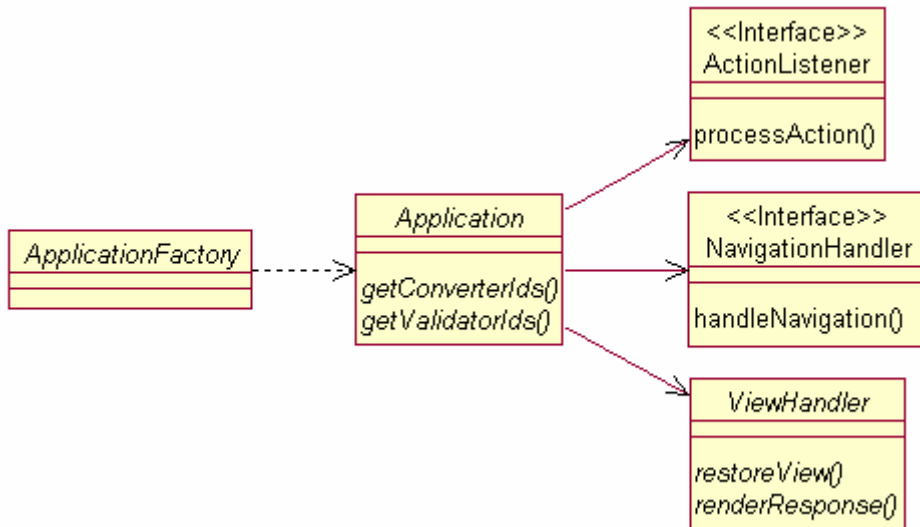 <<Interface>>
ActionListener
processAction()
ApplicationFactory
Application
getConverterIds()
getValidatorIds()
<<Interface>>
NavigationHandler
handleNavigation()
ViewHandler
restoreView()
renderResponse()